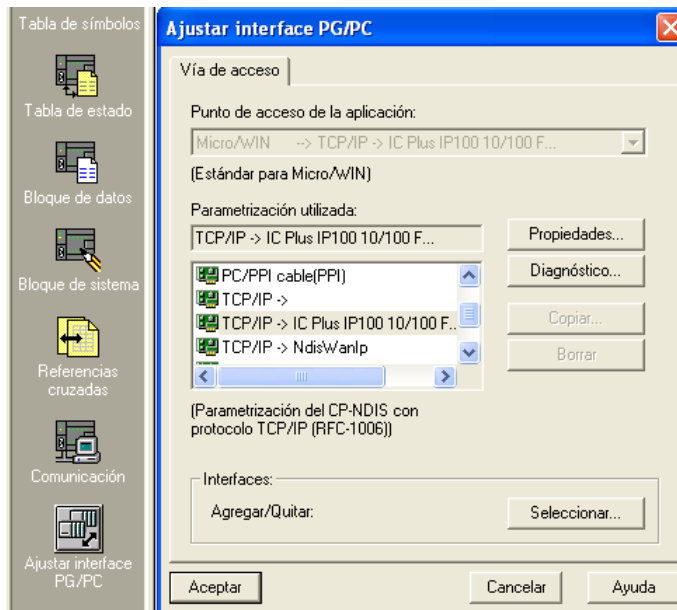 Tabla de símbolos
Tabla de estado
Bloque de datos
Bloque de sistema
Referencias
cruzadas
Comunicación
Ajustar interface
PG/PC
Ajustar interface PG/PC
Vía de acceso
Punto de acceso de la aplicación:
Micro/WIN --> TCP/IP -> IC Plus IP100 10/100 F...
(Estándar para Micro/WIN)
Parametrización utilizada:
TCP/IP -> IC Plus IP100 10/100 F...
Propiedades...
PC/PPI cable(PPI)
Diagnóstico...
TCP/IP ->
TCP/IP -> IC Plus IP100 10/100 F..
Copiar...
TCP/IP -> NdisWanIp
Borrar
(Parametrización del CP-NDIS con
protocolo TCP/IP (RFC-1006))
Interfaces:
Agregar/Quitar:
Seleccionar...
Aceptar
Cancelar
Ayuda